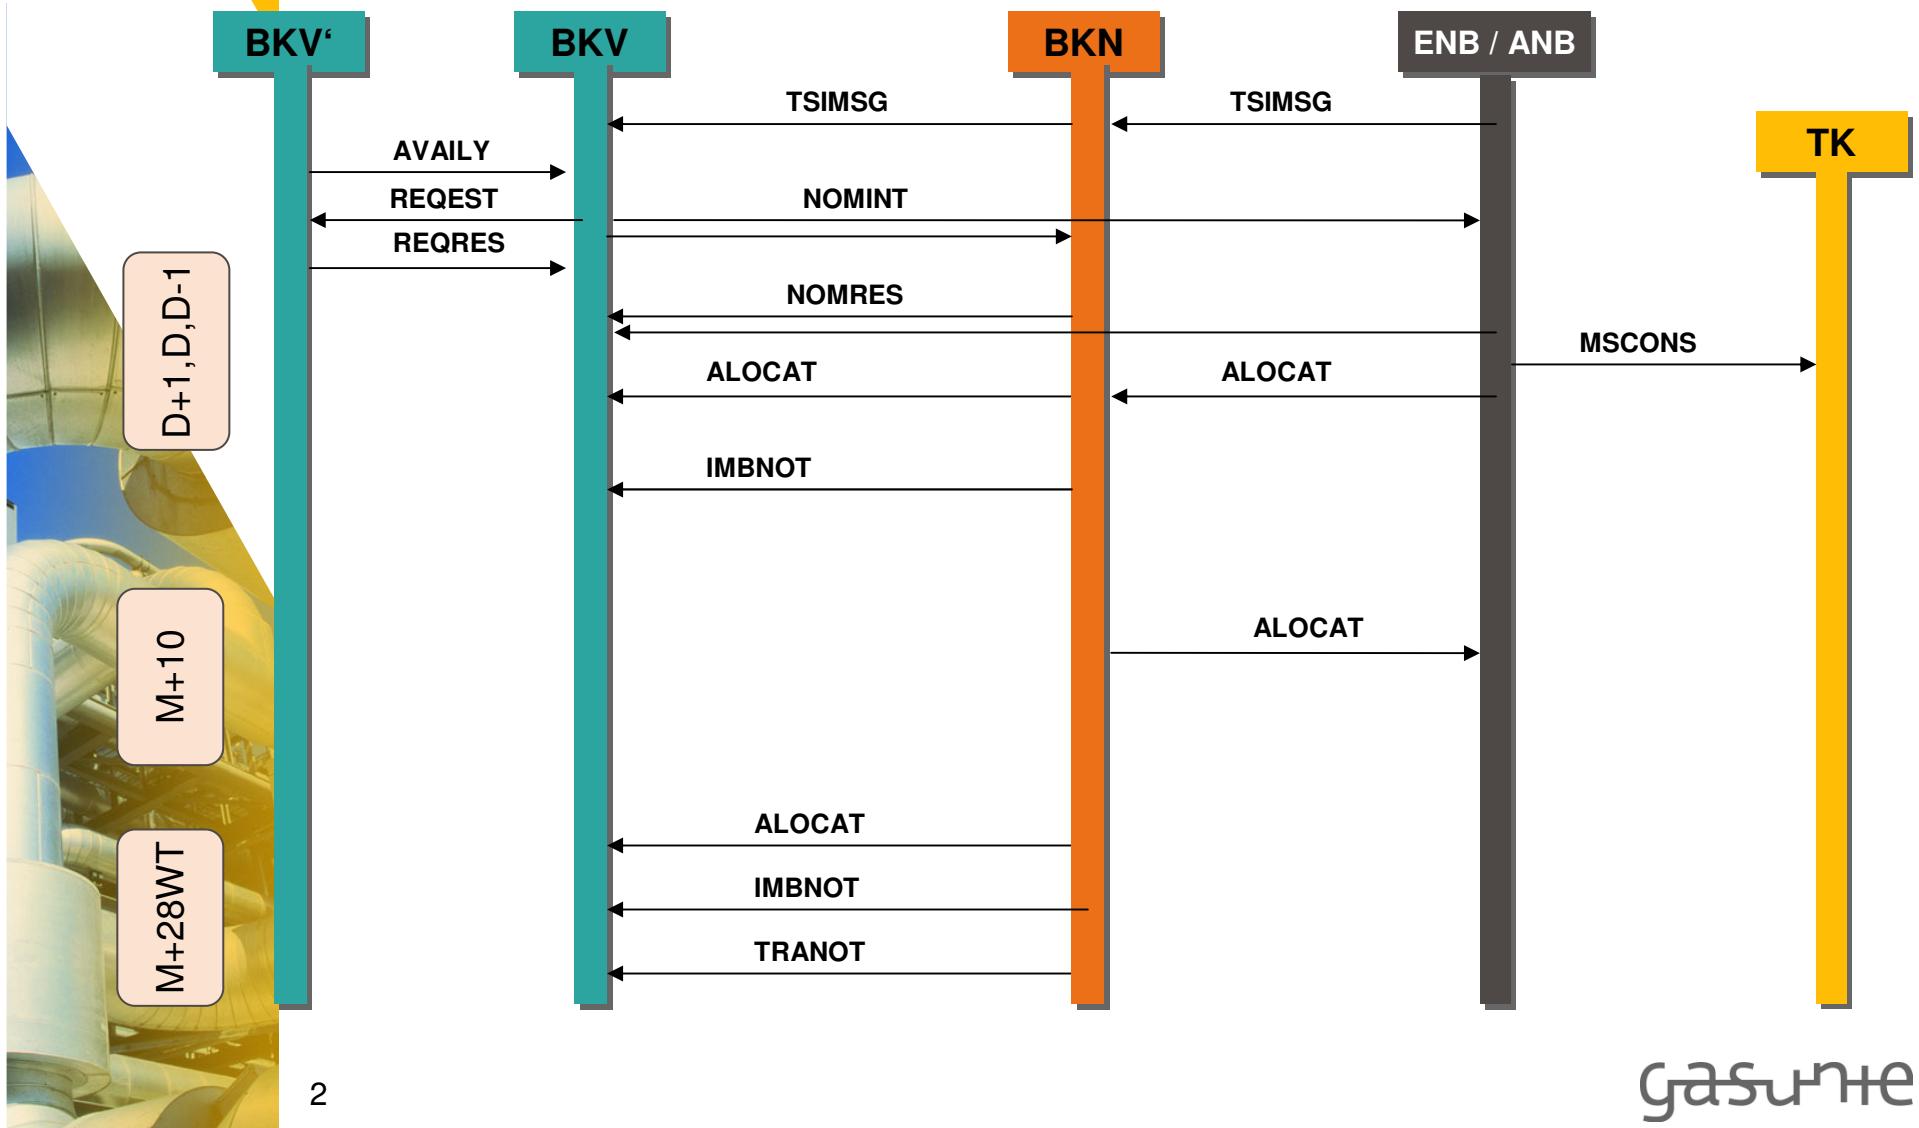 BKV‘
BKV
BKN
ENB / ANB
TSIMSG
TSIMSG
TK
AVAILY
REQEST
NOMINT
REQRES
D+1,D,D-1
NOMRES
MSCONS
ALOCAT
ALOCAT
IMBNOT
M+10
ALOCAT
M+28WT
ALOCAT
IMBNOT
TRANOT
2
gasunie